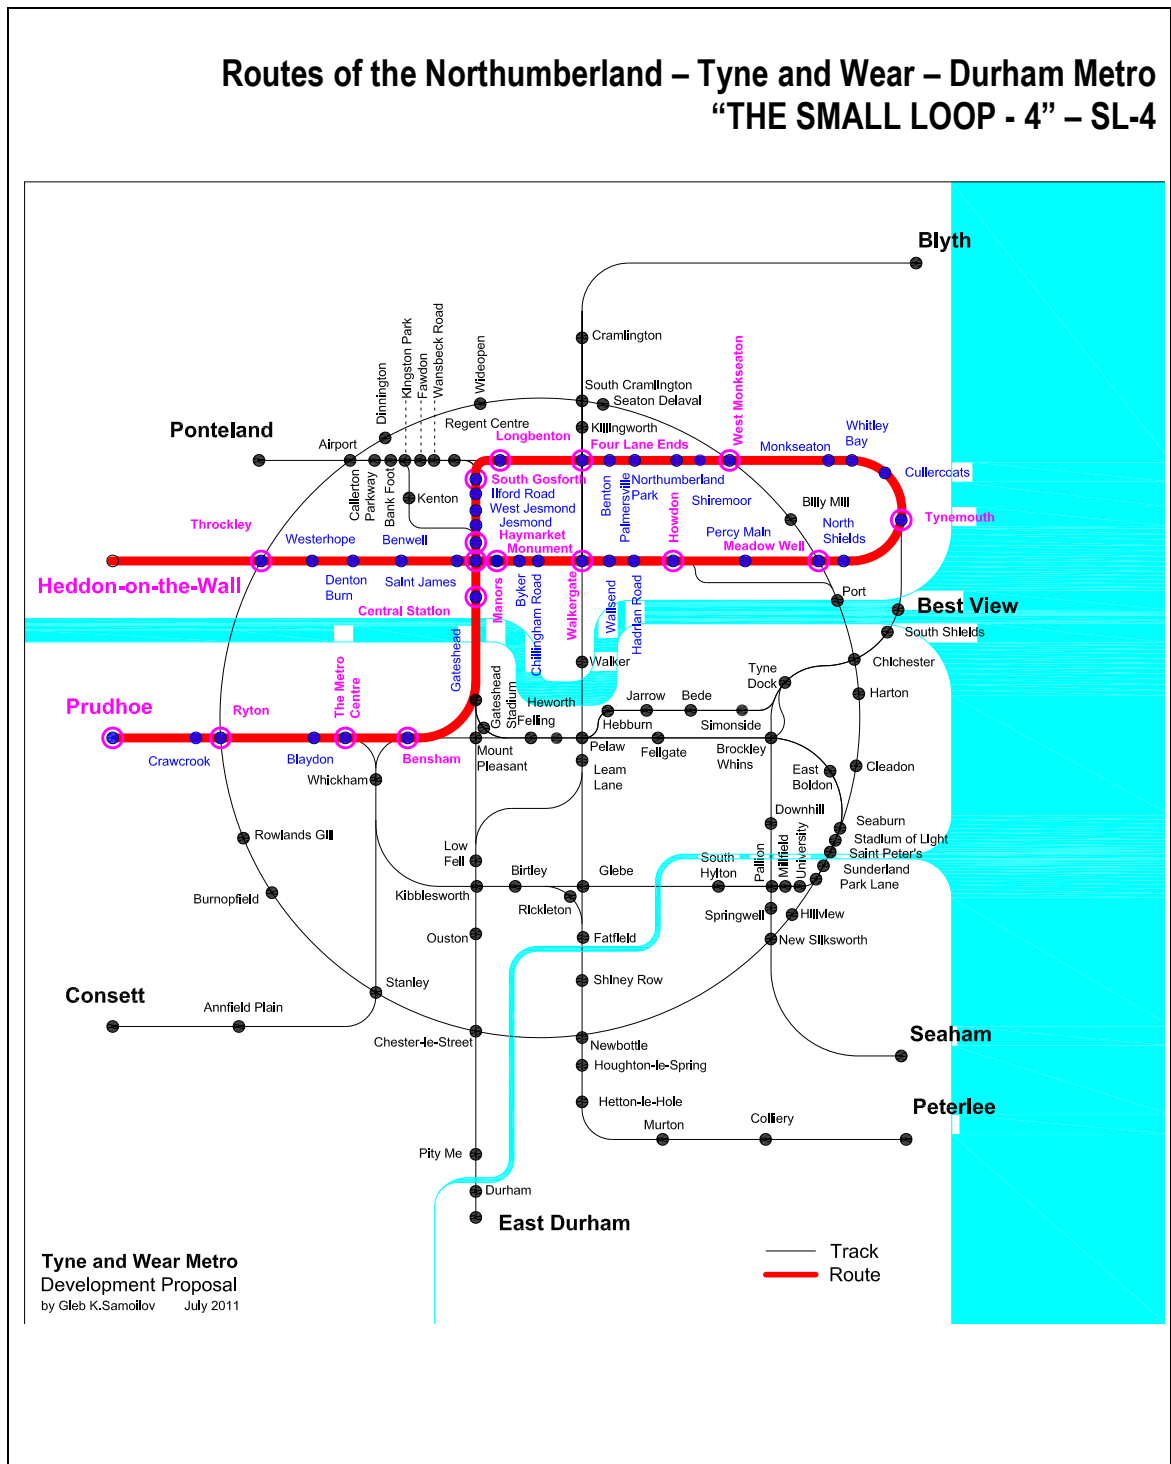 Routes of the Northumberland – Tyne and Wear – Durham Metro
“THE SMALL LOOP - 4” – SL-4
Blyth
Cramlington
Kingston Park
Fawdon
Wansbeck Road
Dinnington
Wideopen
South Cramlington
Seaton Delaval
Regent Centre
Killingworth
West Monkseaton
Ponteland
Airport
Longbenton
Four Lane Ends
Monkseaton
Whitley
Bay
Cullercoats
Callerton
Parkway
Bank Foot
Kenton
South Gosforth
Ilford Road
West Jesmond
Jesmond
Haymarket
Monument
Benton
Palmersville
Northumberland
Park
Shiremoor
Howdon
Billy Mill
Tynemouth
Throckley
Westerhope
Benwell
Percy Main
Meadow Well
North
Shields
Heddon-on-the-Wall
Denton
Burn
Saint James
Central Station
Manors
Byker
Chillingham Road
Walkergate
Wallsend
Hadrian Road
Port
Best View
South Shields
Gateshead
Walker
Chichester
Tyne
Dock
Harton
Prudhoe
Ryton
The Metro
Centre
Gateshead
Stadium
Heworth
Felling
Jarrow
Bede
Hebburn
Simonside
Crawcrook
Blaydon
Bensham
Mount
Pleasant
Pelaw
Fellgate
Brockley
Whins
Whickham
Leam
Lane
East
Boldon
Cleadon
Downhill
Rowlands Gill
Seaburn
Stadium of Light
Saint Peter's
Sunderland
Park Lane
Low
Fell
Birtley
Glebe
South
Hylton
Pallion
Millfield
University
Burnopfield
Kibblesworth
Rickleton
Springwell
Hillview
Ouston
Fatfield
New Silksworth
Stanley
Shiney Row
Consett
Annfield Plain
Chester-le-Street
Newbottle
Seaham
Houghton-le-Spring
Hetton-le-Hole
Peterlee
Murton
Colliery
Pity Me
Durham
East Durham
Tyne and Wear Metro
Development Proposal
by Gleb K.Samoilov July 2011
Track
Route